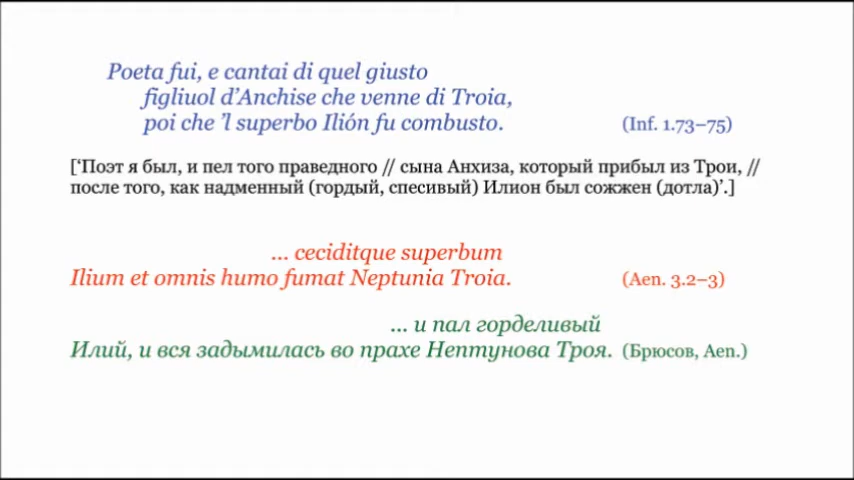 Poeta fui, e cantai di quel giusto
figliuol d’Anchise che venne di Troia,
poi che ’l superbo Ilión fu combusto. (Inf. 1.73–75)
[‘Поэт я был, и пел того праведного // сына Анхиза, который прибыл из Трои, //
после того, как надменный (гордый, спесивый) Илион был сожжен (дотла)’.]
... ceciditque superbum
Ilium et omnis humo fumat Neptunia Troia. (Aen. 3.2–3)
... и пал горделивый
Илий, и вся задымилась во прахе Нептунова Троя. (Брюсов, Aen.)